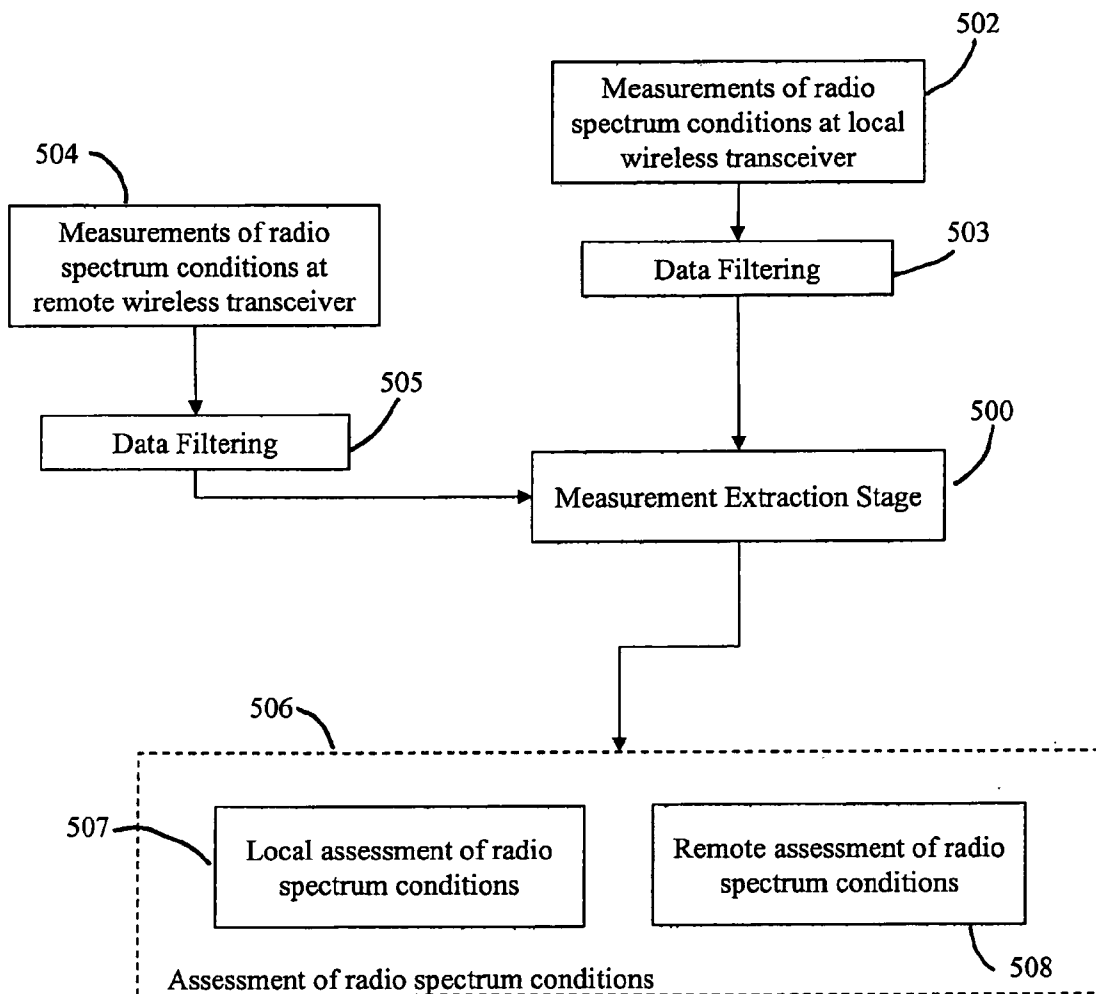 502
Measurements of radio
spectrum conditions at local
wireless transceiver
504
Measurements of radio
spectrum conditions at
remote wireless transceiver
503
Data Filtering
505
Data Filtering
500
Measurement Extraction Stage
506
507
Local assessment of radio
spectrum conditions
Remote assessment of radio
spectrum conditions
508
Assessment of radio spectrum conditions